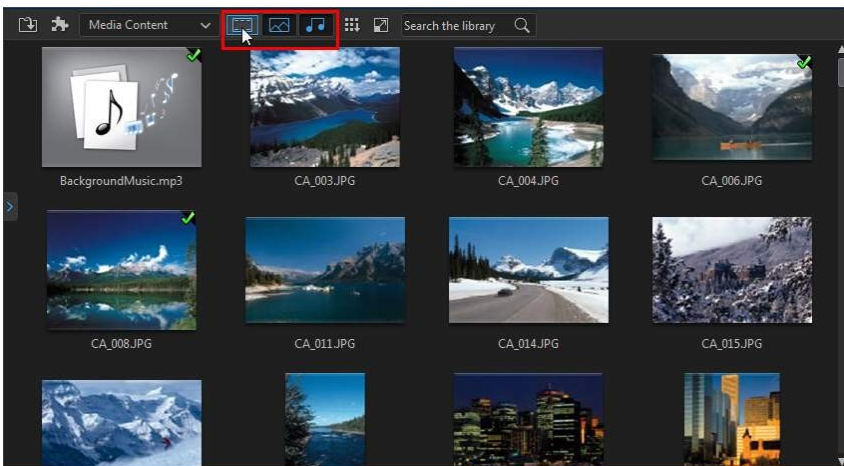 Media Content
Search the library
BackgroundMusic.mp3
CA_003.JPG
CA_004.JPG
CA_006.JPG
CA_008.JPG
CA_011.JPG
CA_014.JPG
CA_015.JPG